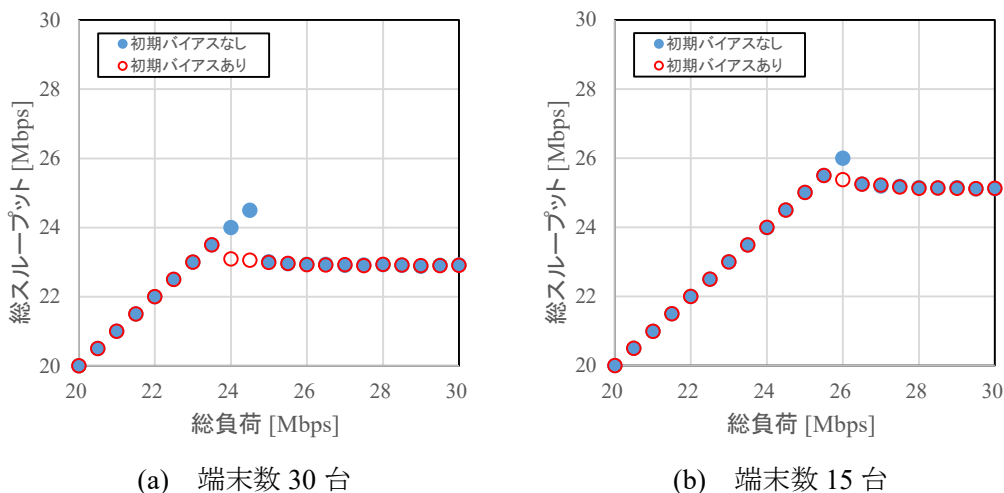 総スループット [Mbps]
30
28
26
24
22
20
初期バイアスなし
初期バイアスあり
20 22 24 26 28 30
総負荷 [Mbps]
(a) 端末数 30 台
総スループット [Mbps]
30
28
26
24
22
20
初期バイアスなし
初期バイアスあり
20 22 24 26 28 30
総負荷 [Mbps]
(b) 端末数 15 台